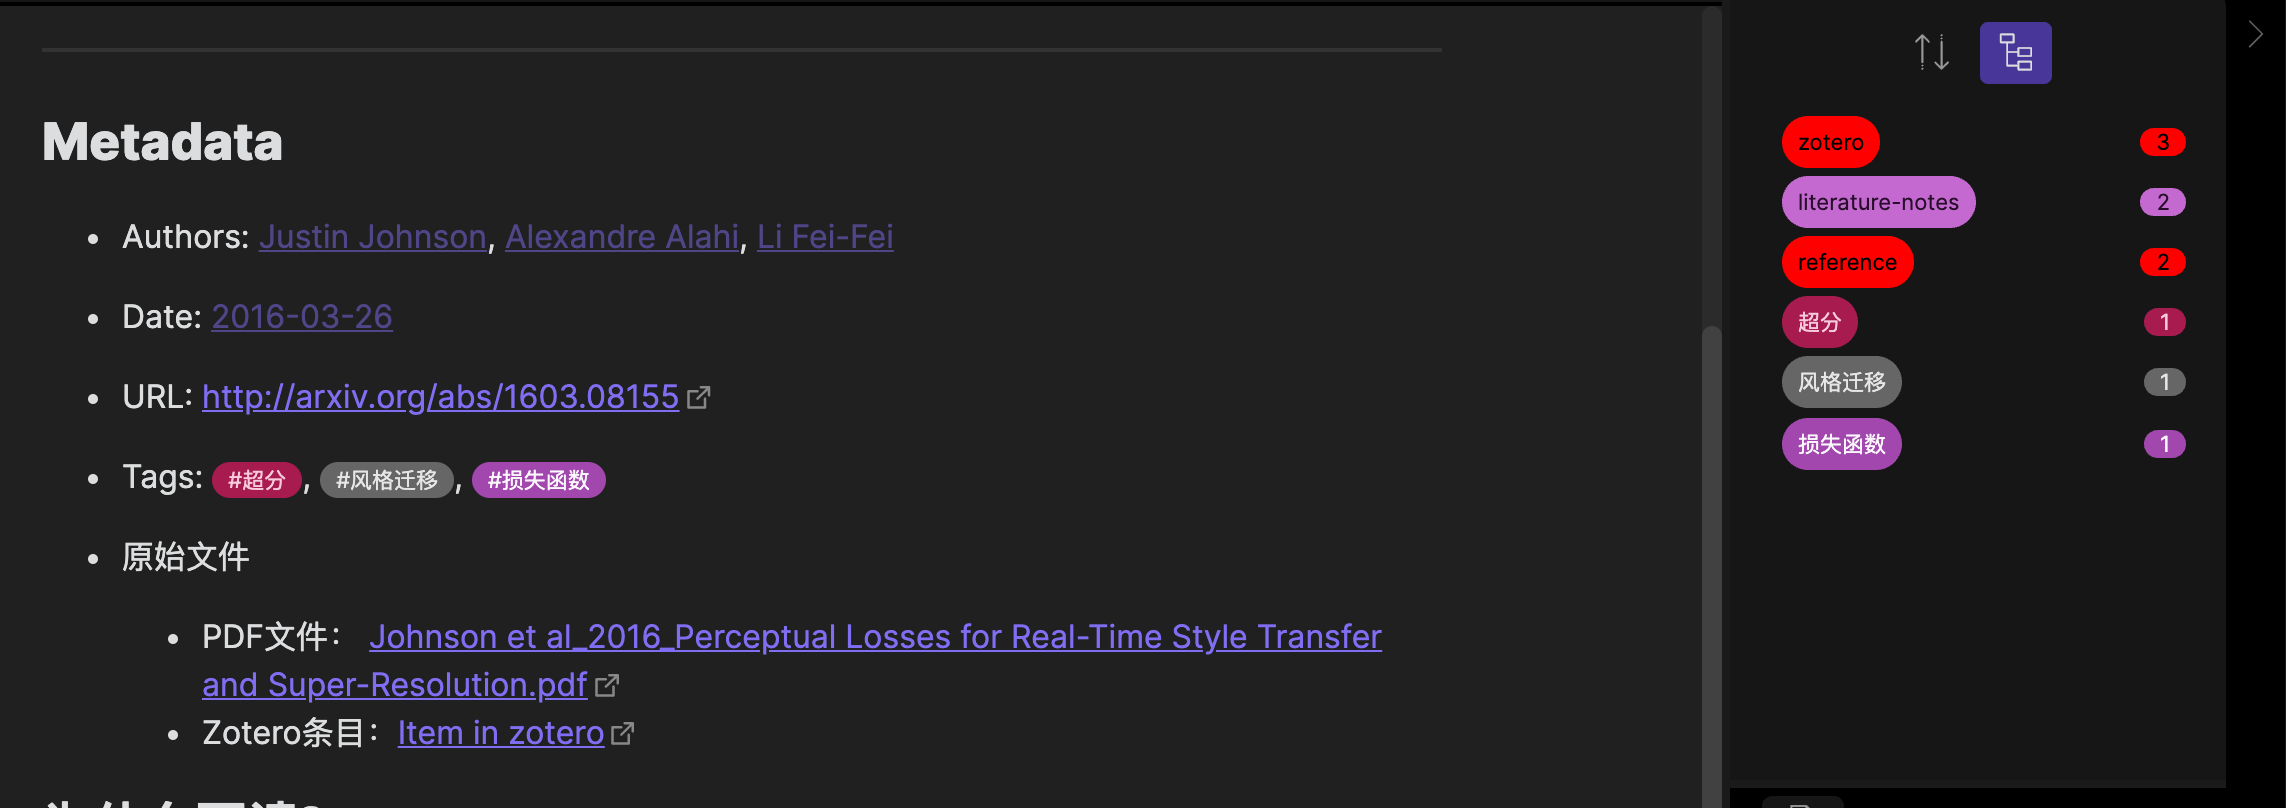 Metadata
Authors: Justin Johnson, Alexandre Alahi, Li Fei-Fei
Date: 2016-03-26
URL: http://arxiv.org/abs/1603.08155
Tags: #超分, #风格迁移, #损失函数
原始文件
PDF文件： Johnson et al_2016_Perceptual Losses for Real-Time Style Transfer
and Super-Resolution.pdf
Zotero条目：Item in zotero
zotero 3
literature-notes 2
reference 2
超分 1
风格迁移 1
损失函数 1